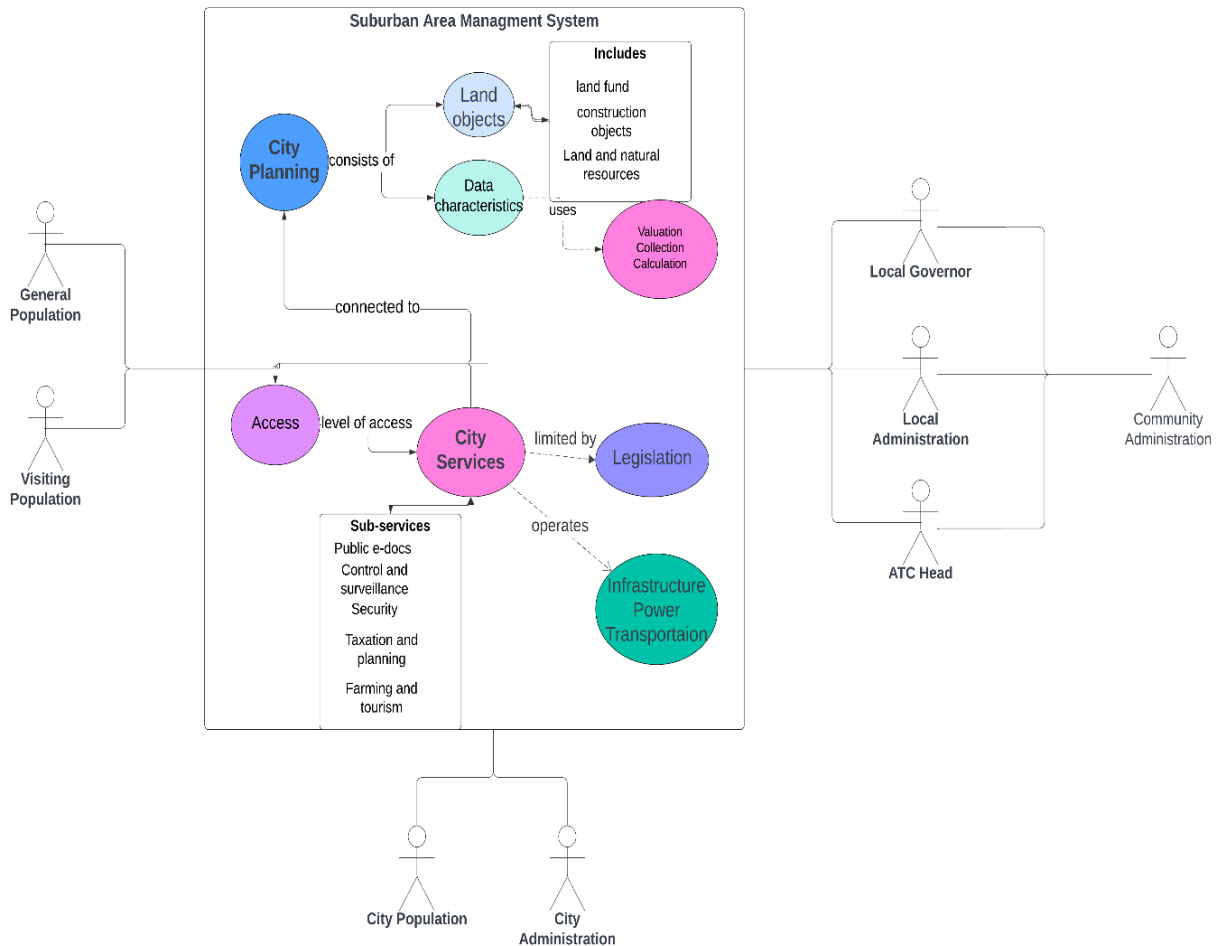 Suburban Area Managment System
Includes
land fund
construction
objects
Land and natural
resources
Land
objects
City
Planning
consists of
Data
characteristics
uses
Valuation
Collection
Calculation
connected to
Access
level of access
City
Services
limited by
Legislation
operates
Infrastructure
Power
Transportaion
Sub-services
Public e-docs
Control and
surveillance
Security
Taxation and
planning
Farming and
tourism
General
Population
Visiting
Population
Local Governor
Local
Administration
Community
Administration
ATC Head
City Population
City
Administration